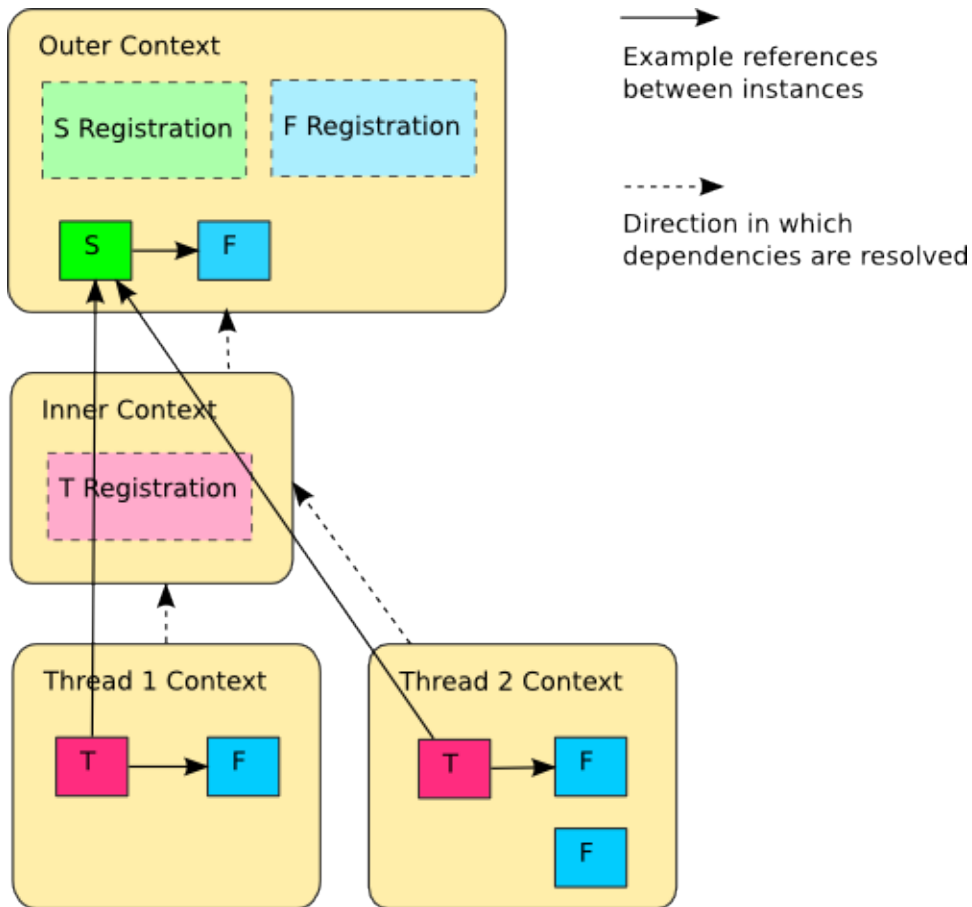 Outer Context
S Registration
F Registration
S
F
Example references
between instances
Direction in which
dependencies are resolved
Inner Context
T Registration
Thread 1 Context
T
F
Thread 2 Context
T
F
F